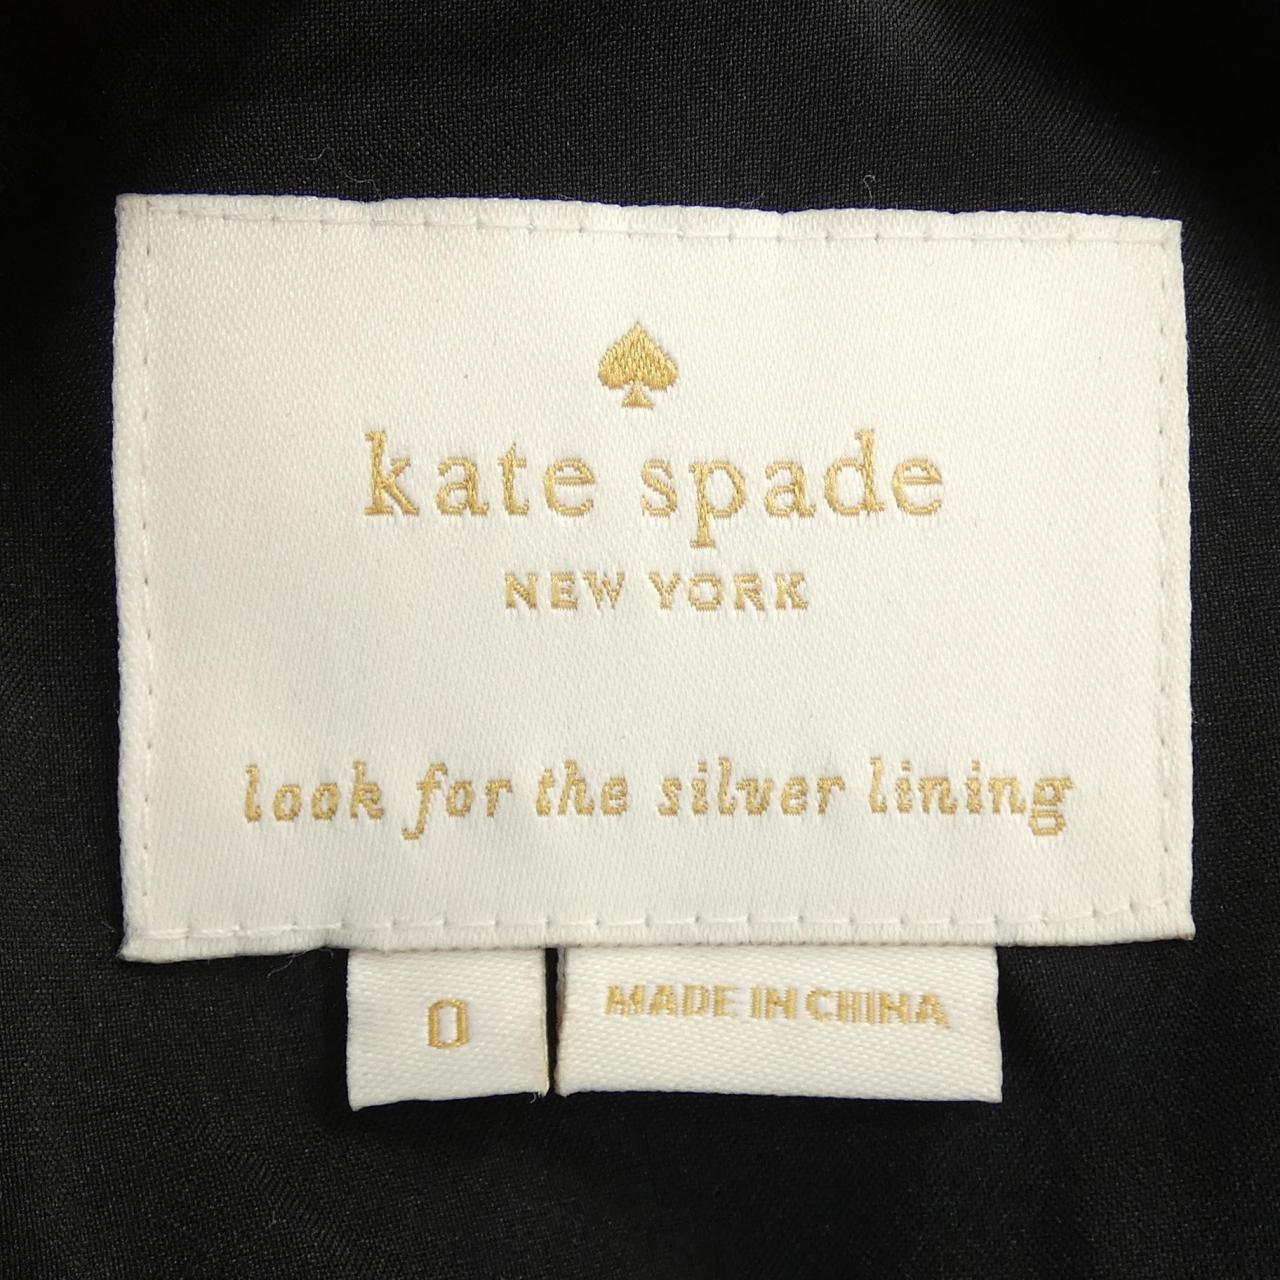 kate spade
NEW YORK
look for the silver lining
0
MADE IN CHINA